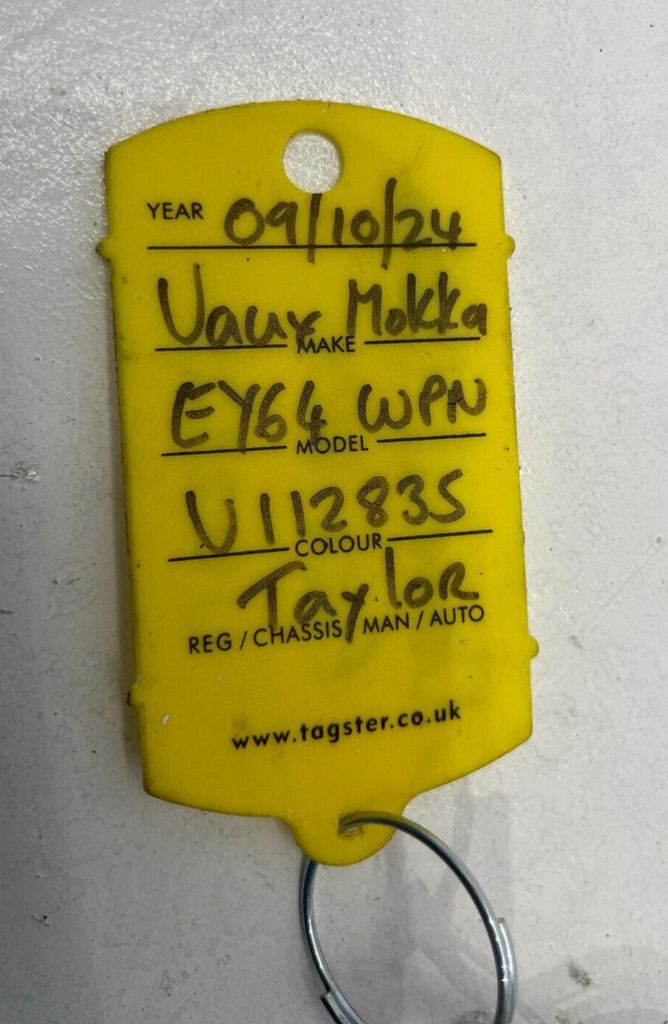 YEAR 09/10/24
Vaux Mokka
MAKE
EY64 WPN
MODEL
V112835
COLOUR
Taylor
REG / CHASSIS / MAN / AUTO
www.tagster.co.uk